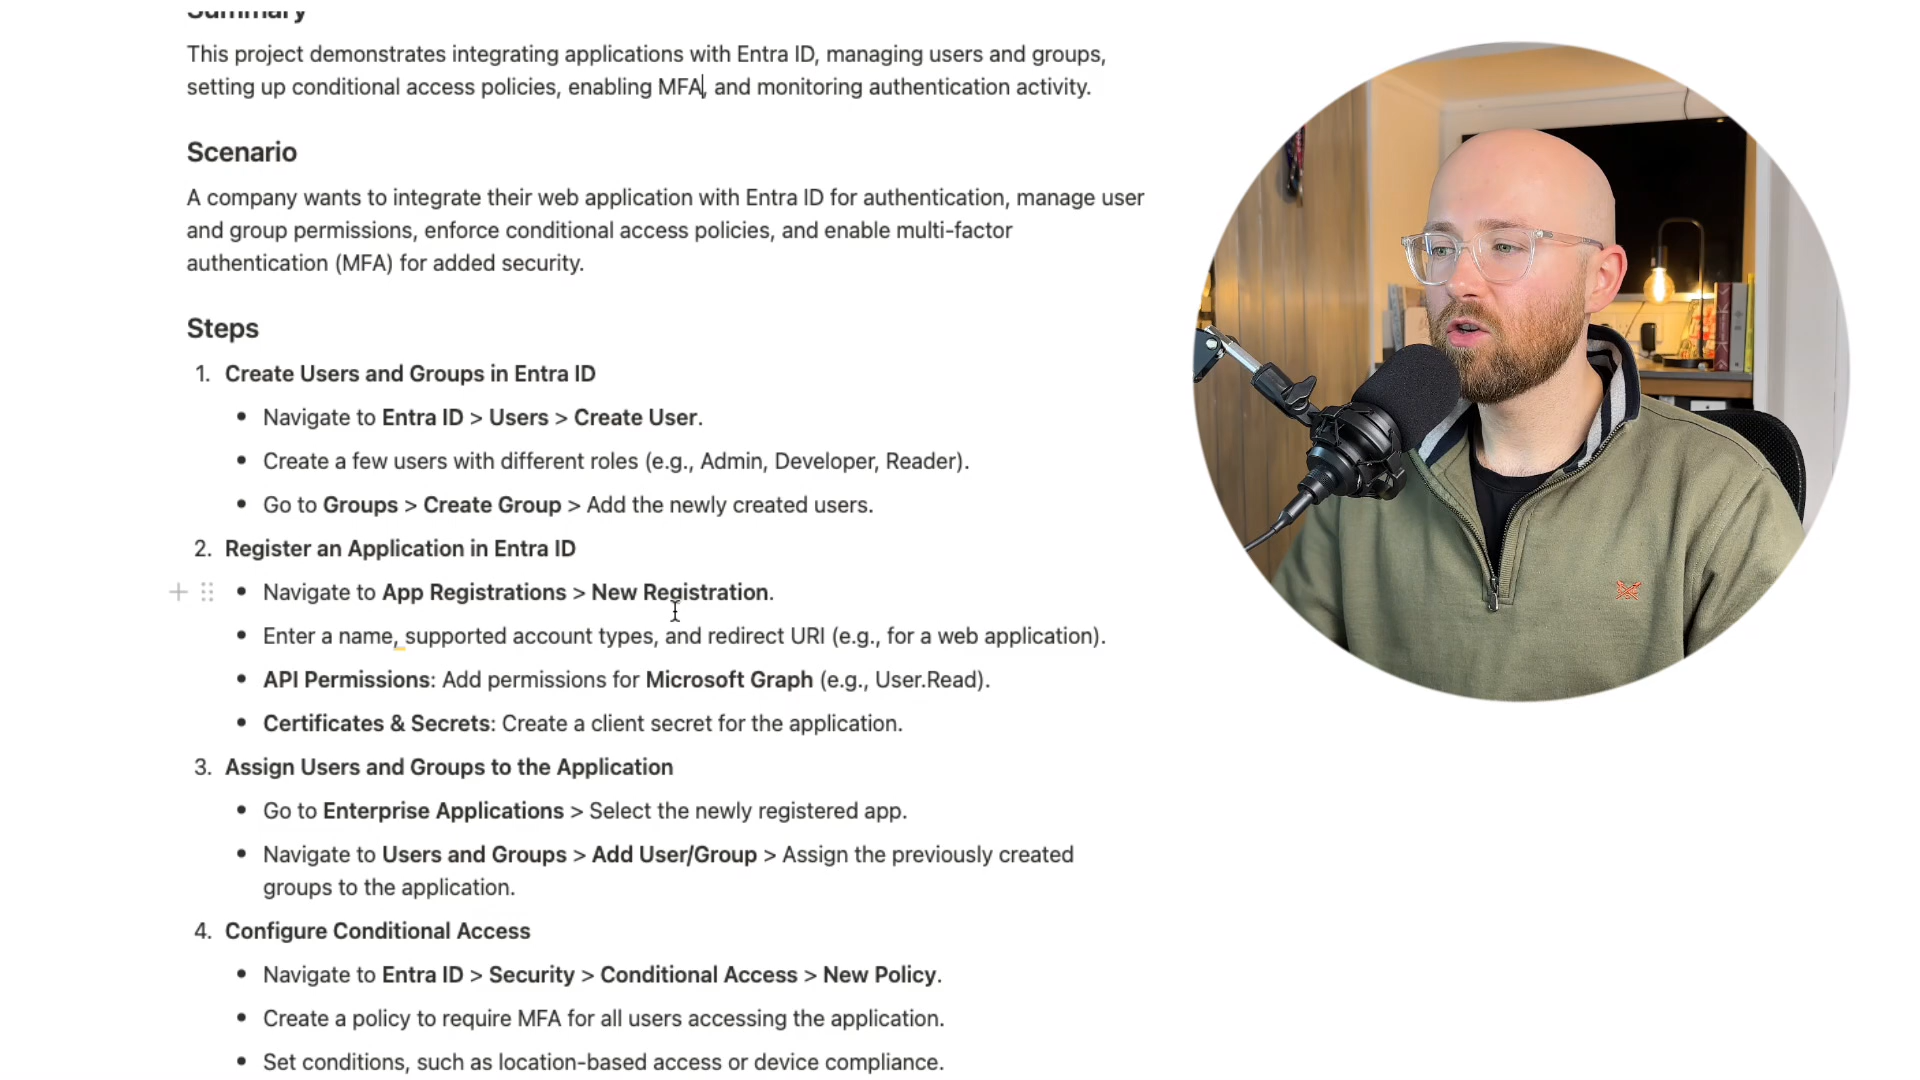 Summary
This project demonstrates integrating applications with Entra ID, managing users and groups,
setting up conditional access policies, enabling MFA, and monitoring authentication activity.
Scenario
A company wants to integrate their web application with Entra ID for authentication, manage user
and group permissions, enforce conditional access policies, and enable multi-factor
authentication (MFA) for added security.
Steps
1. Create Users and Groups in Entra ID
• Navigate to Entra ID > Users > Create User.
• Create a few users with different roles (e.g., Admin, Developer, Reader).
• Go to Groups > Create Group > Add the newly created users.
2. Register an Application in Entra ID
• Navigate to App Registrations > New Registration.
• Enter a name, supported account types, and redirect URI (e.g., for a web application).
• API Permissions: Add permissions for Microsoft Graph (e.g., User.Read).
• Certificates & Secrets: Create a client secret for the application.
3. Assign Users and Groups to the Application
• Go to Enterprise Applications > Select the newly registered app.
• Navigate to Users and Groups > Add User/Group > Assign the previously created
groups to the application.
4. Configure Conditional Access
• Navigate to Entra ID > Security > Conditional Access > New Policy.
• Create a policy to require MFA for all users accessing the application.
• Set conditions, such as location-based access or device compliance.